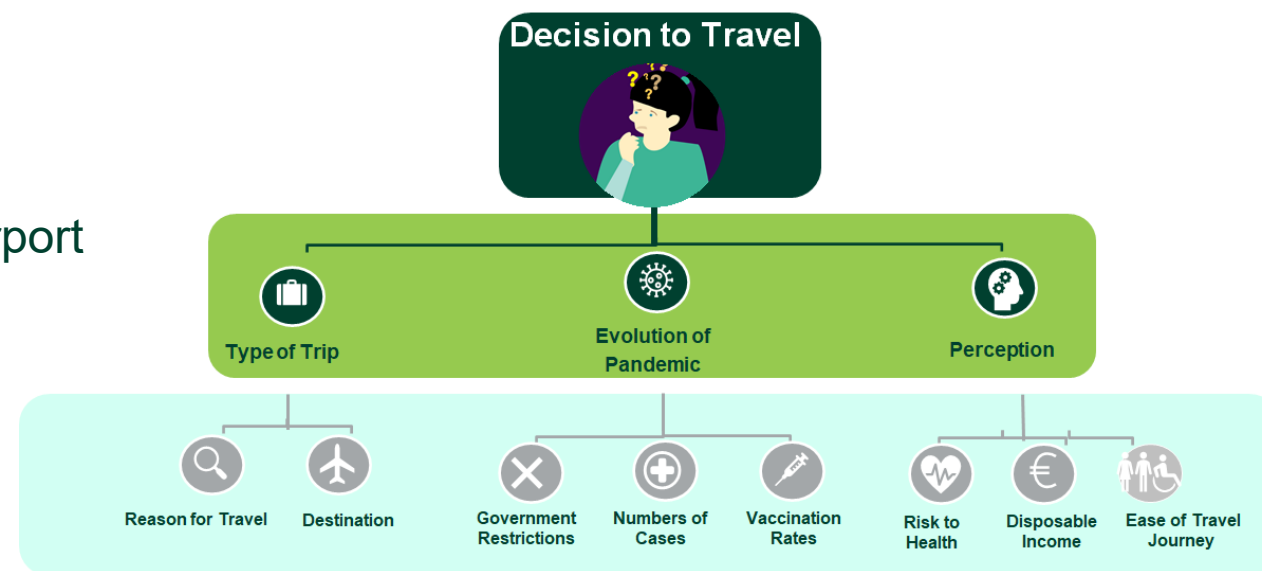 Decision to Travel
? ? ? ? ?
rport
Type of Trip
Evolution of
Pandemic
Perception
Reason for Travel
Destination
Government
Restrictions
Numbers of
Cases
Vaccination
Rates
Risk to
Health
€
Disposable
Income
Ease of Travel
Journey